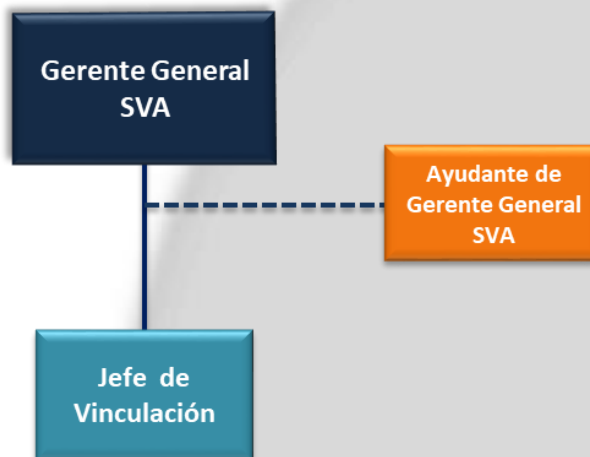 Gerente General
SVA
Ayudante de
Gerente General
SVA
Jefe de
Vinculación